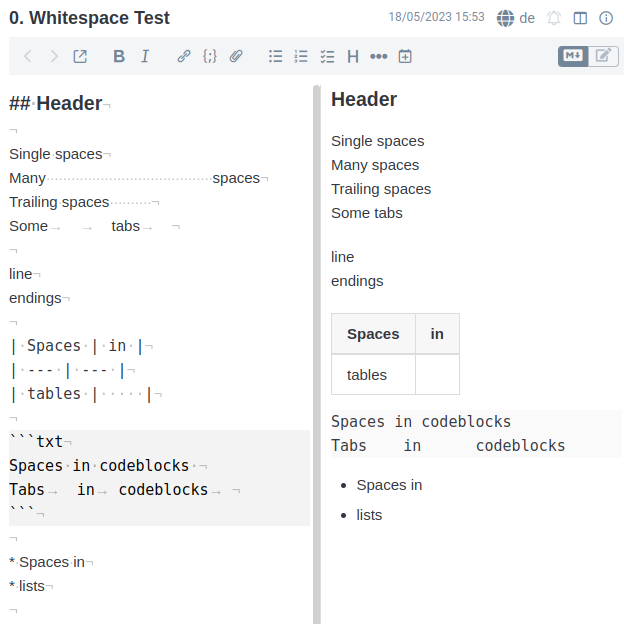 0. Whitespace Test
18/05/2023 15:53 de
B I H
M
## Header
Single spaces
Many spaces
Trailing spaces
Some tabs
line
endings
| Spaces | in |
| --- | --- |
| tables | |
```txt
Spaces in codeblocks
Tabs in codeblocks
```
* Spaces in
* lists
Header
Single spaces
Many spaces
Trailing spaces
Some tabs
line
endings
Spaces in
tables
Spaces in codeblocks
Tabs in codeblocks
• Spaces in
• lists